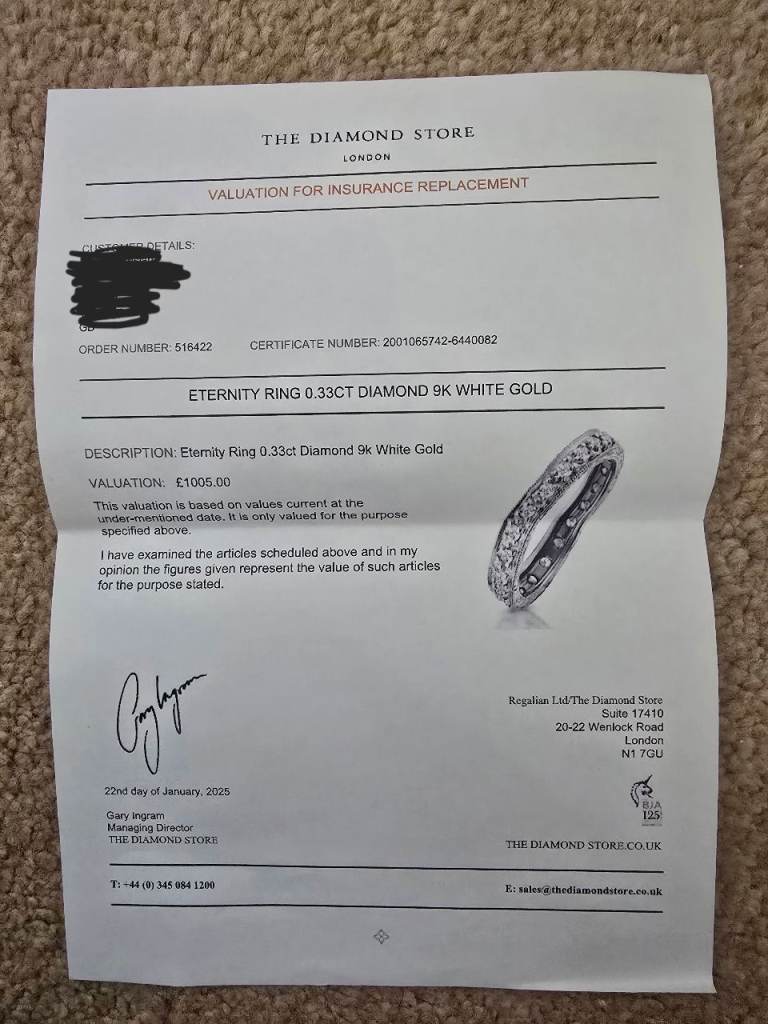 THE DIAMOND STORE
LONDON
VALUATION FOR INSURANCE REPLACEMENT
CUSTOMER DETAILS:
GB
ORDER NUMBER: 516422 CERTIFICATE NUMBER: 2001065742-6440082
ETERNITY RING 0.33CT DIAMOND 9K WHITE GOLD
DESCRIPTION: Eternity Ring 0.33ct Diamond 9k White Gold
VALUATION: £1005.00
This valuation is based on values current at the
under-mentioned date. It is only valued for the purpose
specified above.
I have examined the articles scheduled above and in my
opinion the figures given represent the value of such articles
for the purpose stated.
Gary Ingram
22nd day of January, 2025
Gary Ingram
Managing Director
THE DIAMOND STORE
Regalian Ltd/The Diamond Store
Suite 17410
20-22 Wenlock Road
London
N1 7GU
BJA
125
THE DIAMOND STORE.CO.UK
T: +44 (0) 345 084 1200
E: sales@thediamondstore.co.uk